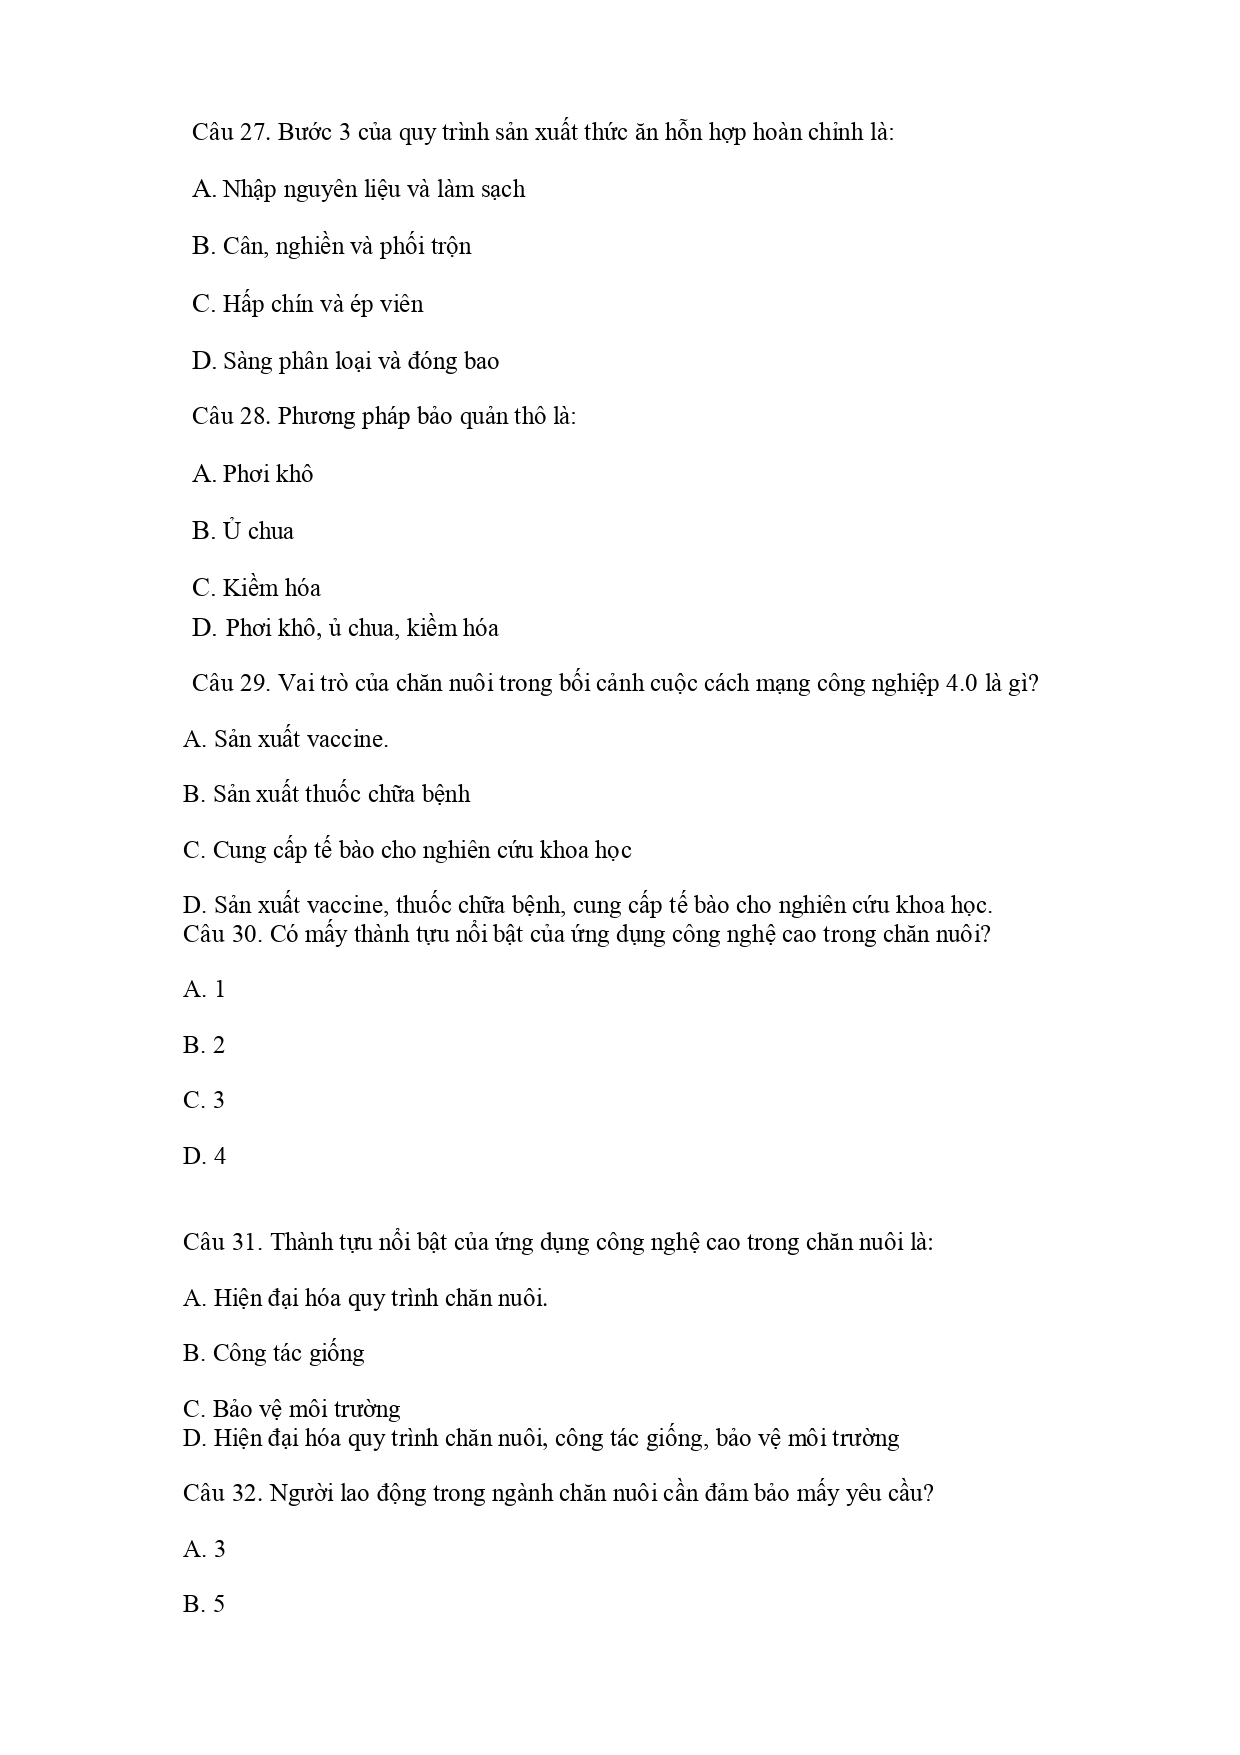 Câu 27. Bước 3 của quy trình sản xuất thức ăn hỗn hợp hoàn chỉnh là:
A. Nhập nguyên liệu và làm sạch
B. Cân, nghiền và phối trộn
C. Hấp chín và ép viên
D. Sàng phân loại và đóng bao
Câu 28. Phương pháp bảo quản thô là:
A. Phơi khô
B. Ủ chua
C. Kiềm hóa
D. Phơi khô, ủ chua, kiềm hóa
Câu 29. Vai trò của chăn nuôi trong bối cảnh cuộc cách mạng công nghiệp 4.0 là gì?
A. Sản xuất vaccine.
B. Sản xuất thuốc chữa bệnh
C. Cung cấp tế bào cho nghiên cứu khoa học
D. Sản xuất vaccine, thuốc chữa bệnh, cung cấp tế bào cho nghiên cứu khoa học.
Câu 30. Có mấy thành tựu nổi bật của ứng dụng công nghệ cao trong chăn nuôi?
A. 1
B. 2
C. 3
D. 4
Câu 31. Thành tựu nổi bật của ứng dụng công nghệ cao trong chăn nuôi là:
A. Hiện đại hóa quy trình chăn nuôi.
B. Công tác giống
C. Bảo vệ môi trường
D. Hiện đại hóa quy trình chăn nuôi, công tác giống, bảo vệ môi trường
Câu 32. Người lao động trong ngành chăn nuôi cần đảm bảo mấy yêu cầu?
A. 3
B. 5